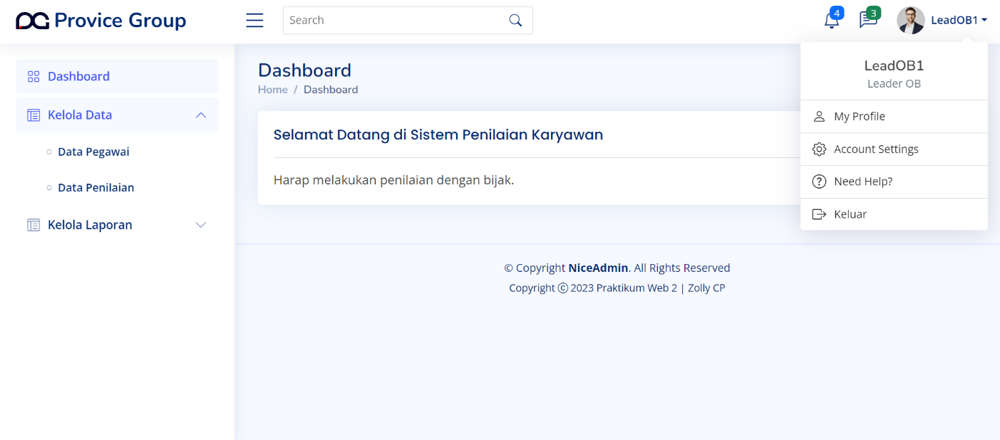 Provice Group
Search
4
3
LeadOB1
Dashboard
Kelola Data
Data Pegawai
Data Penilaian
Kelola Laporan
Dashboard
Home / Dashboard
Selamat Datang di Sistem Penilaian Karyawan
Harap melakukan penilaian dengan bijak.
LeadOB1
Leader OB
My Profile
Account Settings
Need Help?
Keluar
© Copyright NiceAdmin. All Rights Reserved
Copyright © 2023 Praktikum Web 2 | Zolly CP